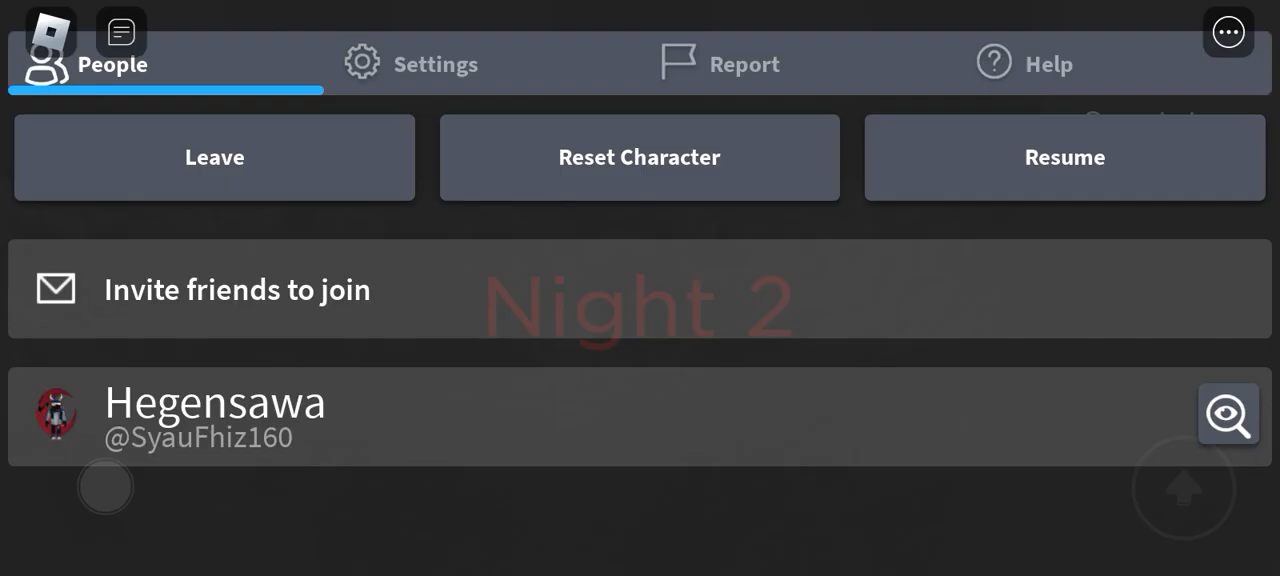 People
Settings
Report
Help
Leave
Reset Character
Resume
Invite friends to join
Night 2
Hegensawa
@SyauFhiz160